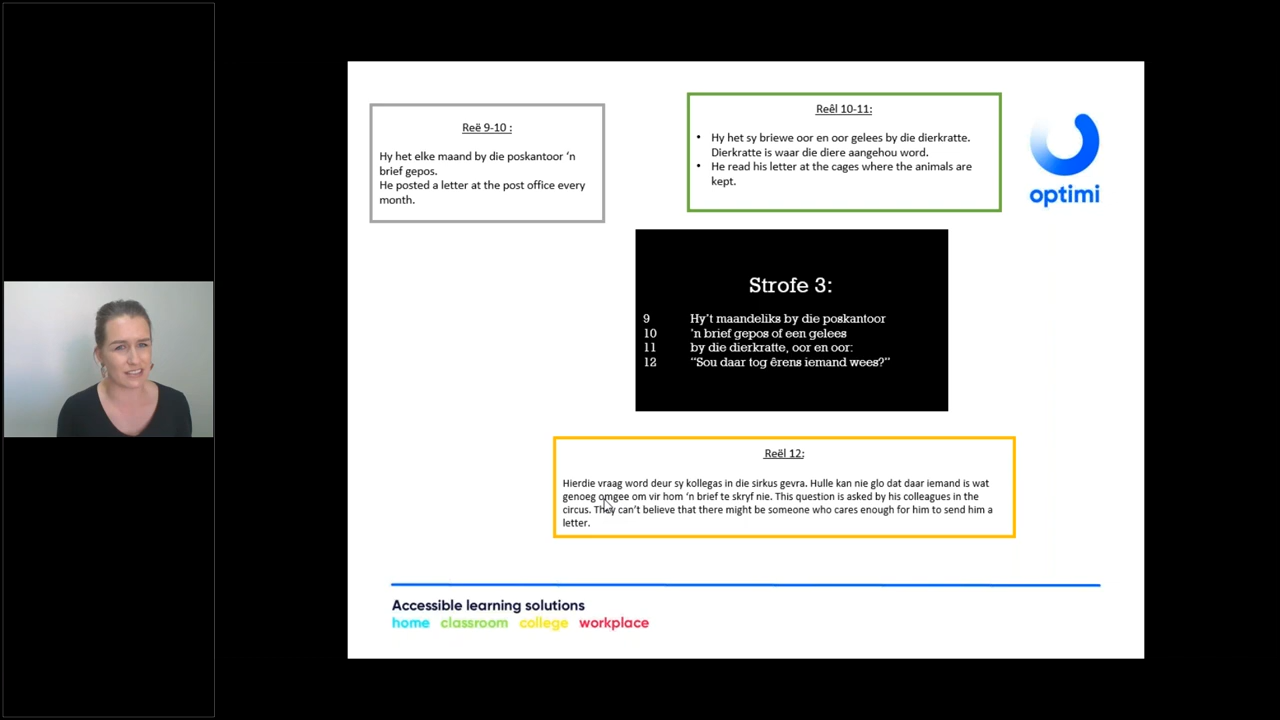 Reë 9-10 :
Hy het elke maand by die poskantoor ‘n
brief gepos.
He posted a letter at the post office every
month.
Reêl 10-11:
• Hy het sy briewe oor en oor gelees by die dierkratte.
Dierkratte is waar die diere aangehou word.
• He read his letter at the cages where the animals are
kept.
optimi
Strofe 3:
9 Hy’t maandeliks by die poskantoor
10 ’n brief gepos of een gelees
11 by die dierkratte, oor en oor:
12 “Sou daar tog êrens iemand wees?”
Reël 12:
Hierdie vraag word deur sy kollegas in die sirkus gevra. Hulle kan nie glo dat daar iemand is wat
genoeg omgee om vir hom ‘n brief te skryf nie. This question is asked by his colleagues in the
circus. They can’t believe that there might be someone who cares enough for him to send him a
letter.
Accessible learning solutions
home classroom college workplace